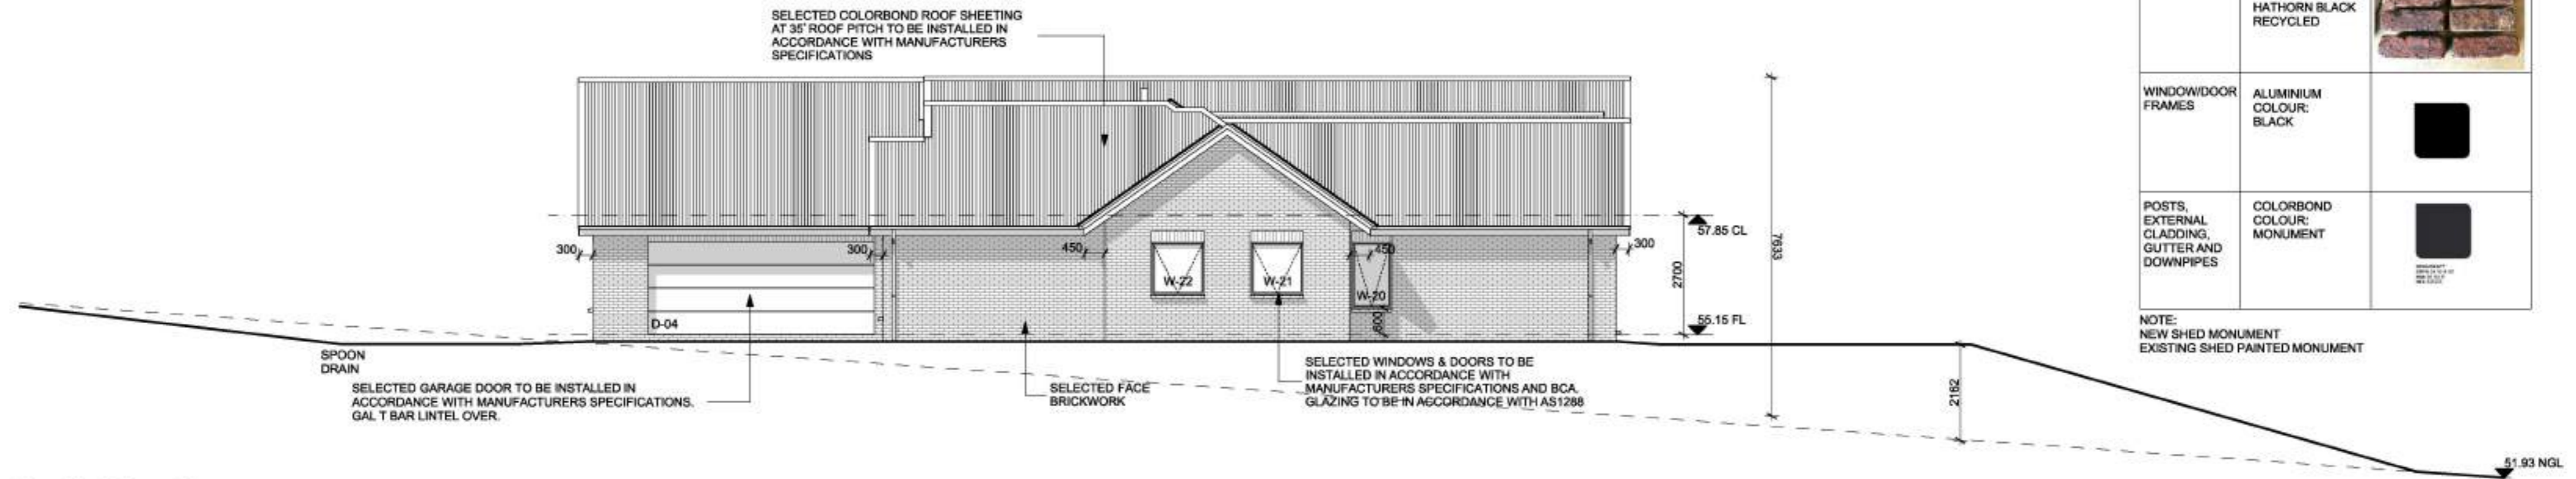 SELECTED COLORBOND ROOF SHEETING
AT 35° ROOF PITCH TO BE INSTALLED IN
ACCORDANCE WITH MANUFACTURERS
SPECIFICATIONS
300
300
450
450
300
W-22
W-21
W-20
600
D-04
57.85 CL
2700
55.15 FL
7633
2162
51.93 NGL
SPOON
DRAIN
SELECTED GARAGE DOOR TO BE INSTALLED IN
ACCORDANCE WITH MANUFACTURERS SPECIFICATIONS.
GAL T BAR LINTEL OVER.
SELECTED FACE
BRICKWORK
SELECTED WINDOWS & DOORS TO BE
INSTALLED IN ACCORDANCE WITH
MANUFACTURERS SPECIFICATIONS AND BCA.
GLAZING TO BE IN ACCORDANCE WITH AS1288
HATHORN BLACK
RECYCLED
WINDOW/DOOR
FRAMES
ALUMINIUM
COLOUR:
BLACK
POSTS,
EXTERNAL
CLADDING,
GUTTER AND
DOWNPIPES
COLORBOND
COLOUR:
MONUMENT
NOTE:
NEW SHED MONUMENT
EXISTING SHED PAINTED MONUMENT